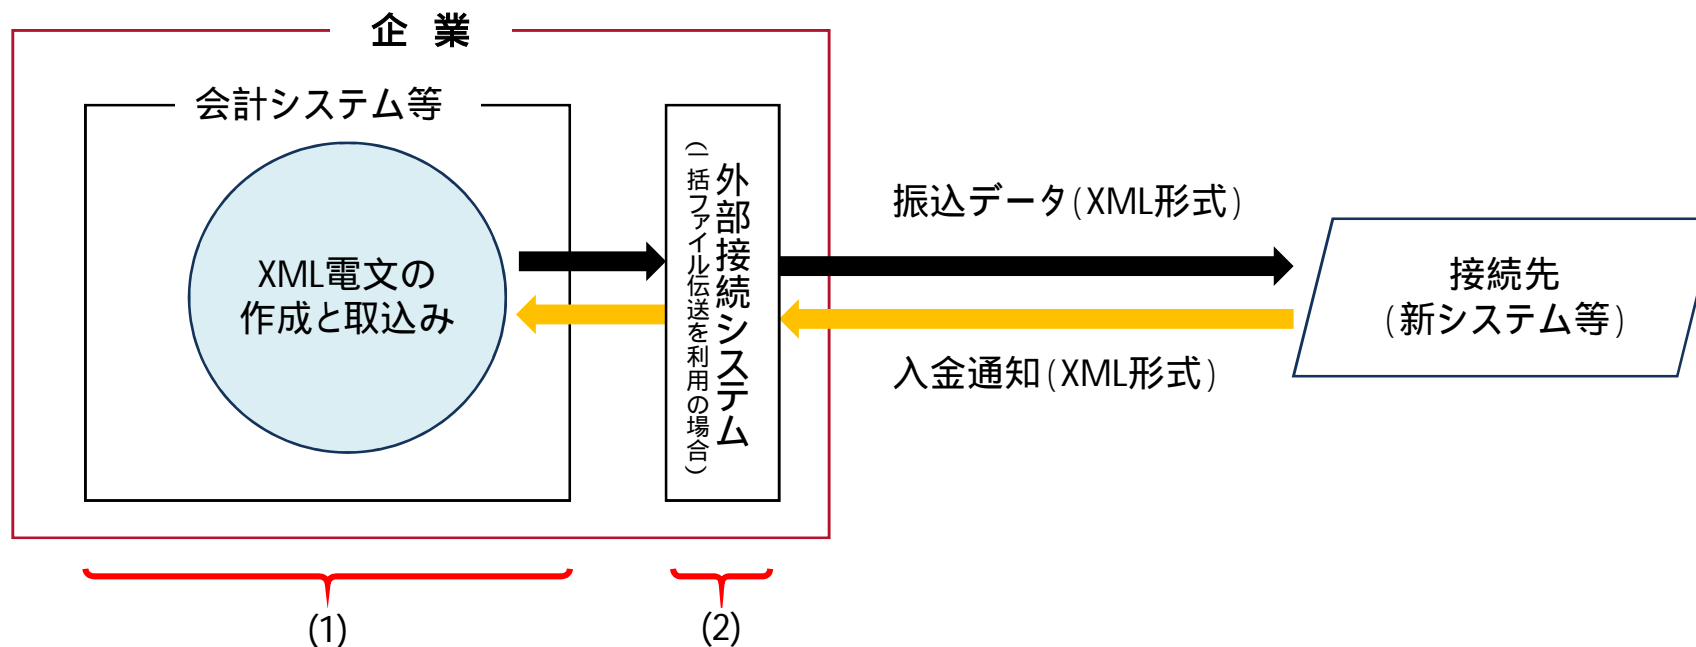 企 業
会計システム等
XML電文の
作成と取込み
外部接続システム
(一括ファイル伝送を利用の場合)
振込データ(XML形式)
入金通知(XML形式)
接続先
(新システム等)
(1)
(2)